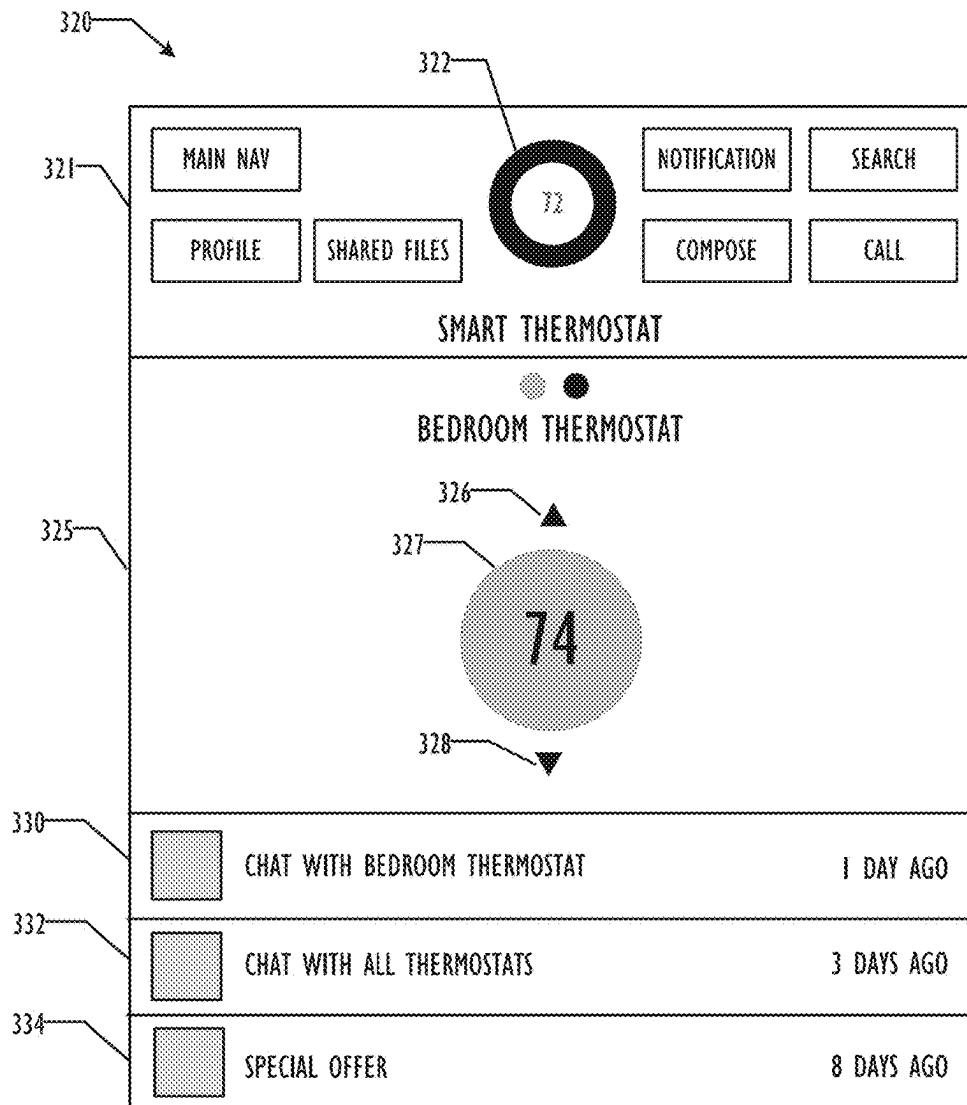 320
322
321
MAIN NAV
72
NOTIFICATION
SEARCH
PROFILE
SHARED FILES
COMPOSE
CALL
SMART THERMOSTAT
BEDROOM THERMOSTAT
326
325
327
74
328
330
CHAT WITH BEDROOM THERMOSTAT 1 DAY AGO
332
CHAT WITH ALL THERMOSTATS 3 DAYS AGO
334
SPECIAL OFFER 8 DAYS AGO